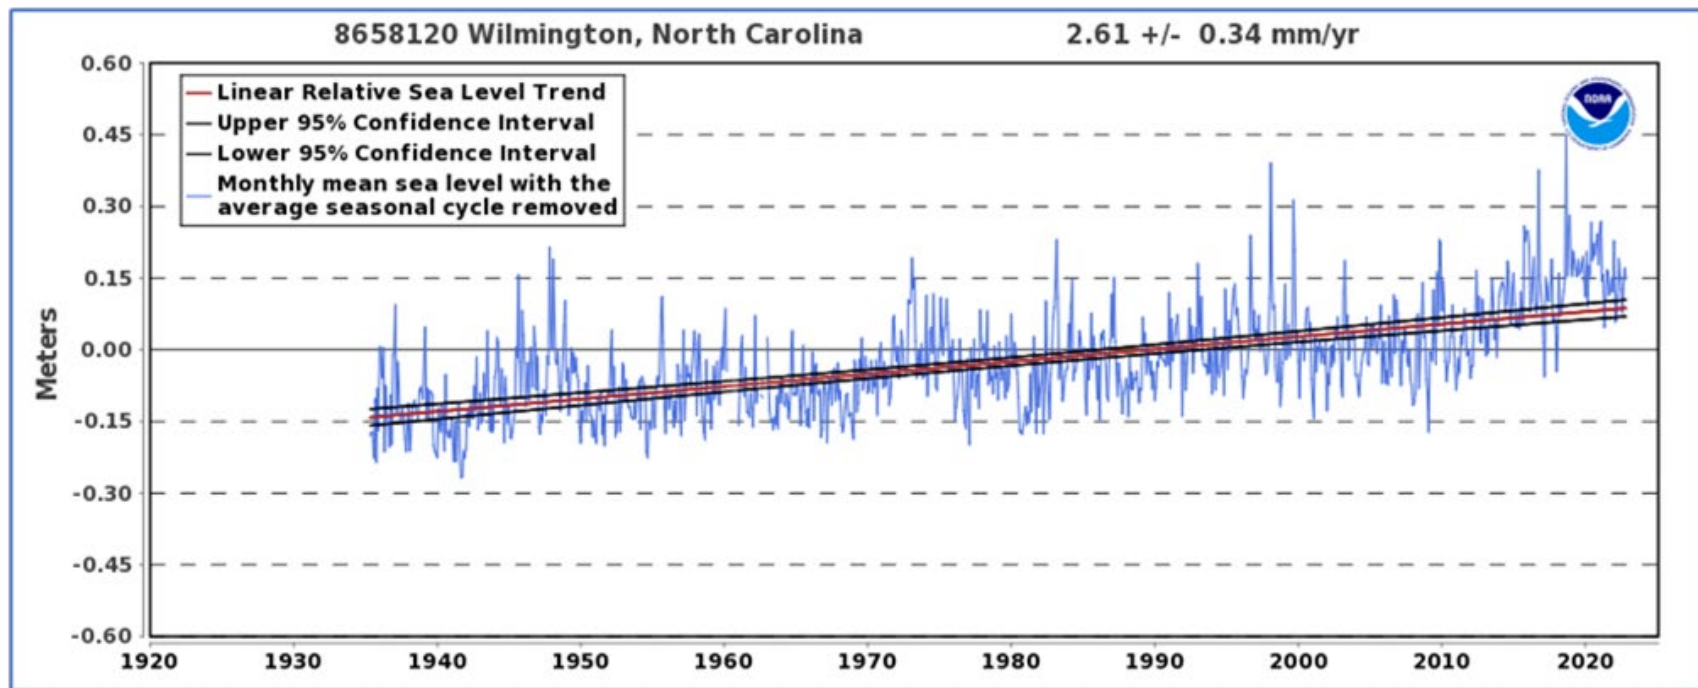 8658120 Wilmington, North Carolina 2.61 +/- 0.34 mm/yr
Linear Relative Sea Level Trend
Upper 95% Confidence Interval
Lower 95% Confidence Interval
Monthly mean sea level with the
average seasonal cycle removed
NOAA
Meters
0.60
0.45
0.30
0.15
0.00
-0.15
-0.30
-0.45
-0.60
1920 1930 1940 1950 1960 1970 1980 1990 2000 2010 2020